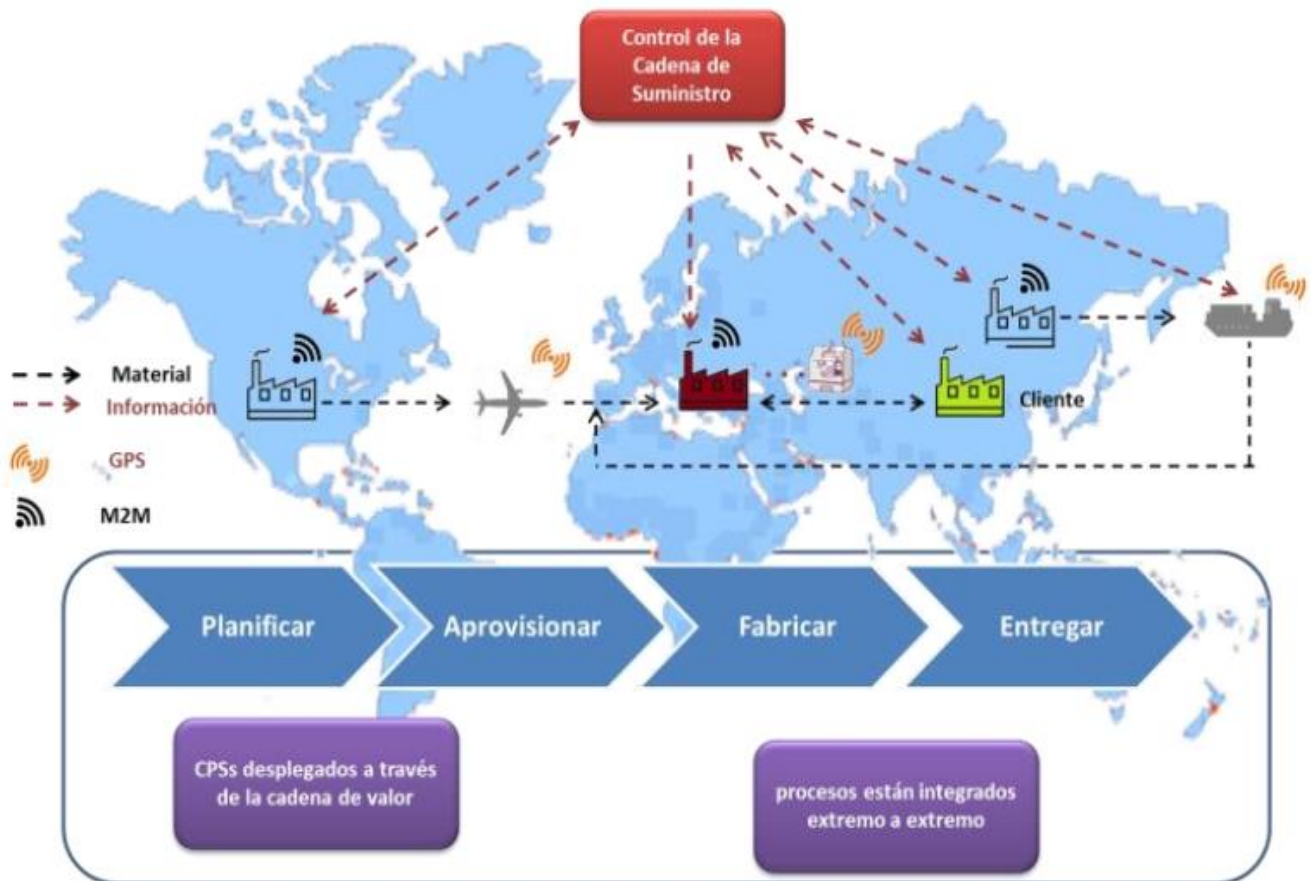 Control de la
Cadena de
Suministro
Material
Información
GPS
M2M
Cliente
Planificar
Aprovisionar
Fabricar
Entregar
CPSs desplegados a través
de la cadena de valor
procesos están integrados
extremo a extremo